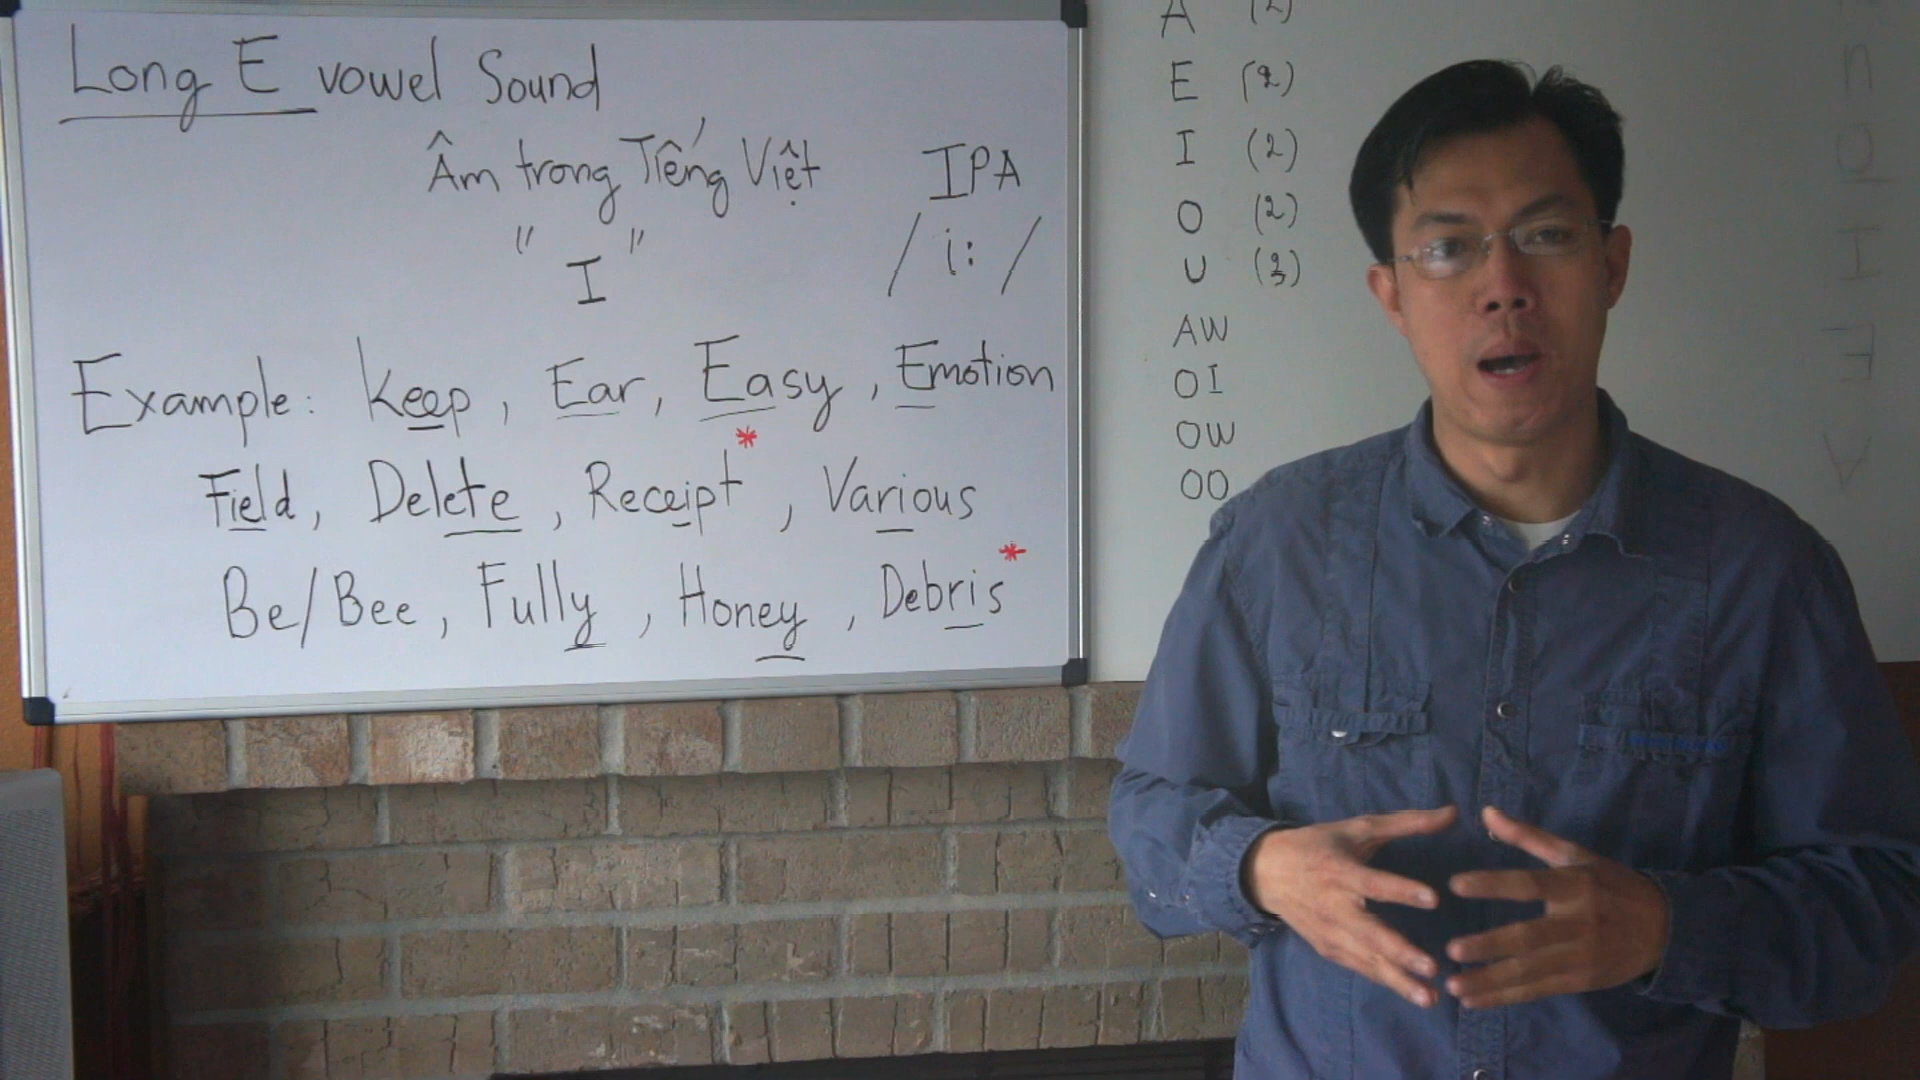 Long E vowel Sound
Âm trong Tiếng Việt IPA
"I" /i:/
Example: Keep, Ear, Easy, Emotion
Field, Delete, Receipt*, Various
Be/Bee, Fully, Honey, Debris*
A (2)
E (2)
I (2)
O (2)
U (3)
AW
OI
OW
OO